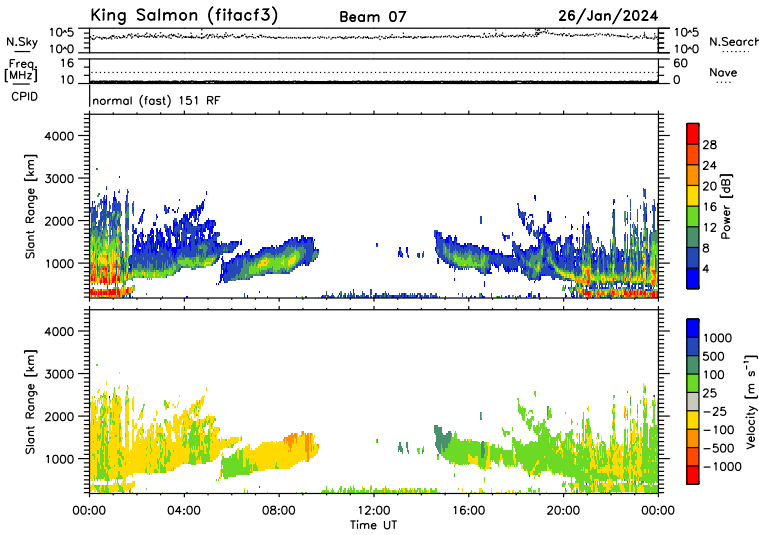 King Salmon (fitacf3) Beam 07 26/Jan/2024
N.Sky 10^5 10^0 10^5 10^0 N.Search
Freq. [MHz] 16 10 60 0 Nave
CPID normal (fast) 151 RF
Slant Range [km] 4000 3000 2000 1000
28 24 20 16 12 8 4 Power [dB]
Slant Range [km] 4000 3000 2000 1000
1000 500 100 25 −25 −100 −500 −1000 Velocity [m s⁻¹]
00:00 04:00 08:00 12:00 16:00 20:00 00:00
Time UT